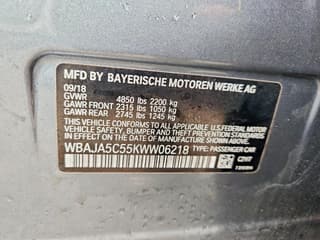 MFD BY BAYERISCHE MOTOREN WERKE AG
09/18
GVWR 4850 lbs 2200 kg
GAWR FRONT 2315 lbs 1050 kg
GAWR REAR 2745 lbs 1245 kg
THIS VEHICLE CONFORMS TO ALL APPLICABLE U.S. FEDERAL MOTOR
VEHICLE SAFETY, BUMPER AND THEFT PREVENTION STANDARDS
IN EFFECT ON THE DATE OF MANUFACTURE SHOWN ABOVE.
WBAJA5C55KWW06218
TYPE: PASSENGER CAR